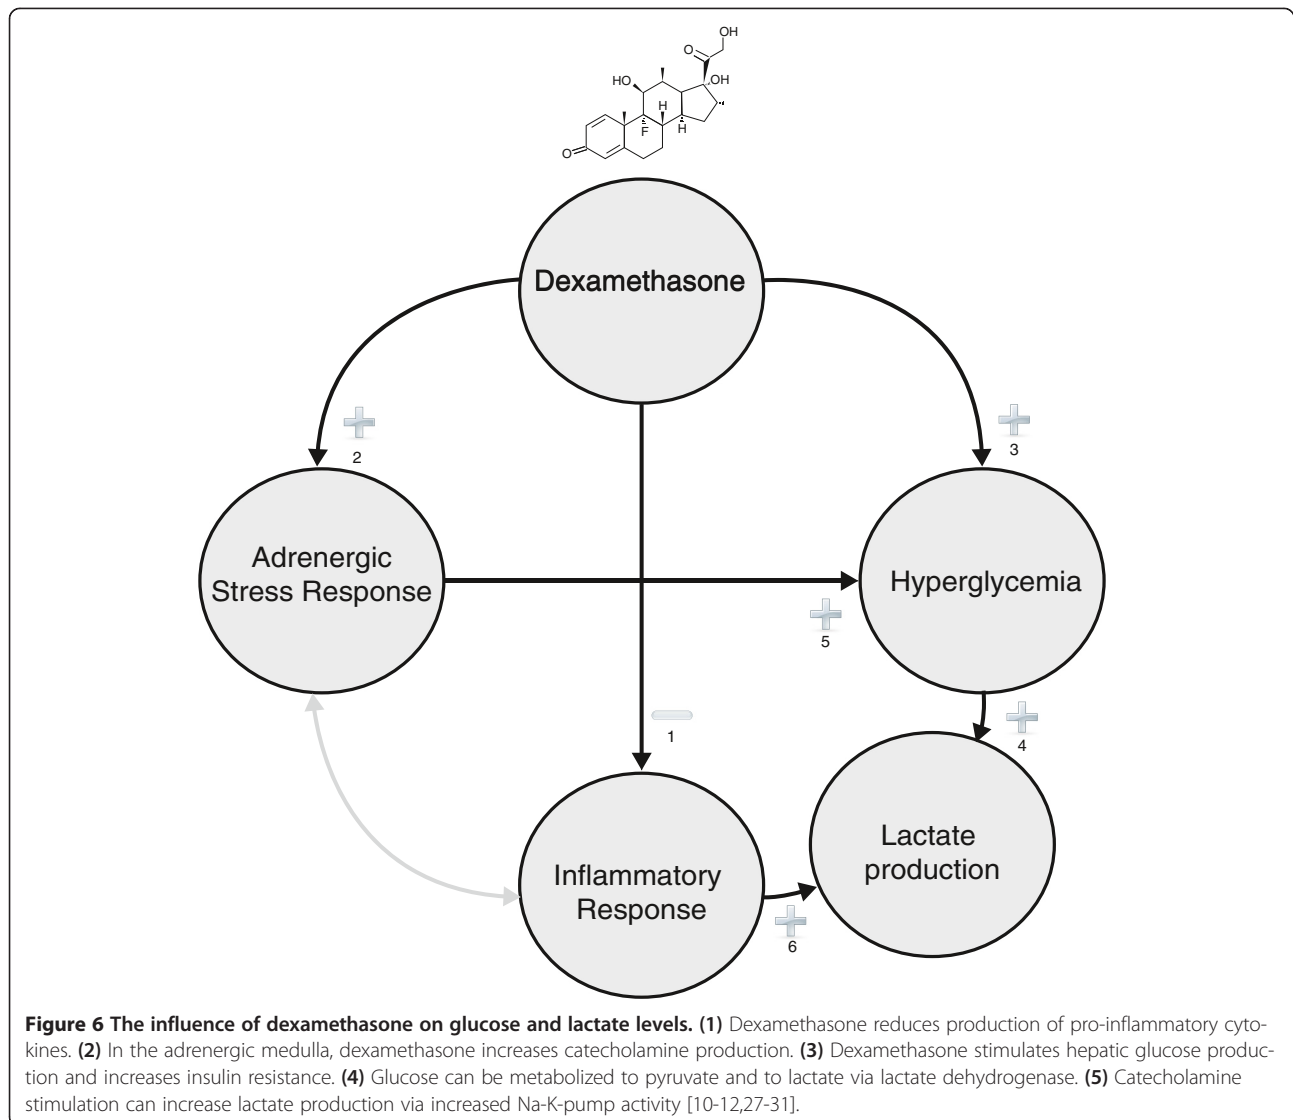 OH
O
HO
OH
H
F
H
O
Dexamethasone
2
3
Adrenergic
Stress Response
Hyperglycemia
5
1
4
Lactate
production
Inflammatory
Response
6
Figure 6 The influence of dexamethasone on glucose and lactate levels. (1) Dexamethasone reduces production of pro-inflammatory cyto-
kines. (2) In the adrenergic medulla, dexamethasone increases catecholamine production. (3) Dexamethasone stimulates hepatic glucose produc-
tion and increases insulin resistance. (4) Glucose can be metabolized to pyruvate and to lactate via lactate dehydrogenase. (5) Catecholamine
stimulation can increase lactate production via increased Na-K-pump activity [10-12,27-31].